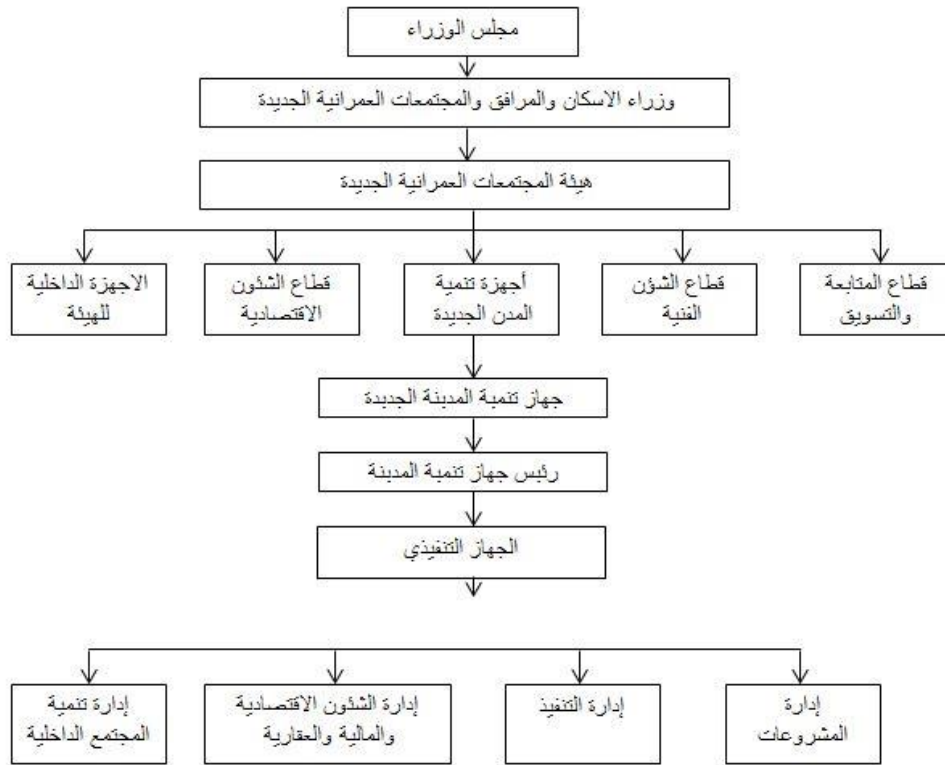 مجلس الوزراء
وزراء الاسكان والمرافق والمجتمعات العمرانية الجديدة
هيئة المجتمعات العمرانية الجديدة
قطاع المتابعة
والتسويق
قطاع الشؤن
الفنية
أجهزة تنمية
المدن الجديدة
قطاع الشئون
الاقتصادية
الاجهزة الداخلية
للهيئة
جهاز تنمية المدينة الجديدة
رئيس جهاز تنمية المدينة
الجهاز التنفيذي
إدارة
المشروعات
إدارة التنفيذ
إدارة الشئون الاقتصادية
والمالية والعقارية
إدارة تنمية
المجتمع الداخلية